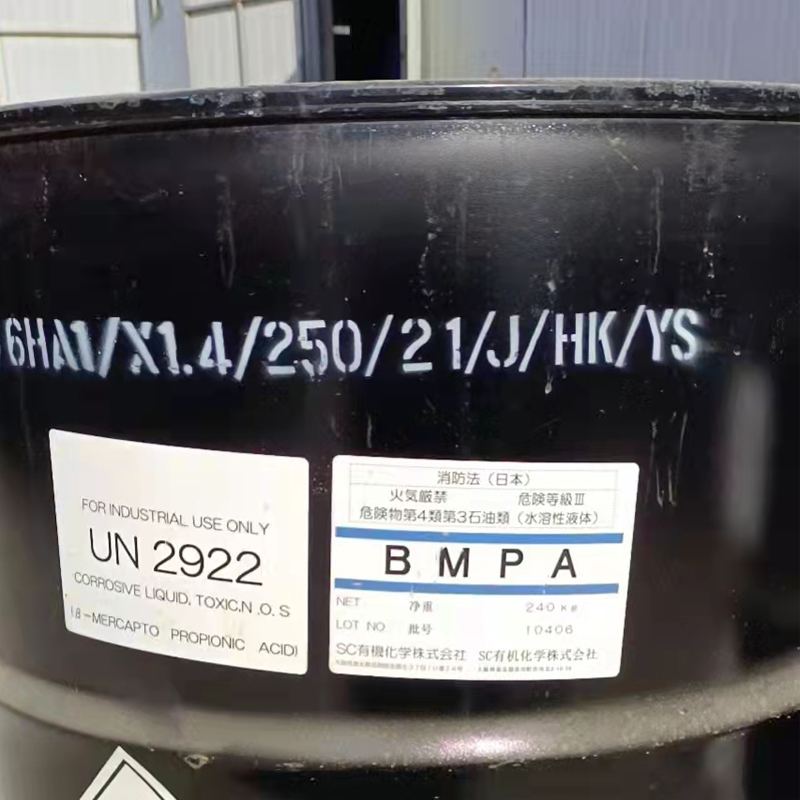 6HA1/X1.4/250/21/J/HK/YS
FOR INDUSTRIAL USE ONLY
UN 2922
CORROSIVE LIQUID, TOXIC,N .O. S
(β-MERCAPTO PROPIONIC ACID)
消防法（日本）
火気厳禁 危険等級Ⅲ
危険物第4類第3石油類（水溶性液体）
BMPA
NET 净重 240 Kg
LOT NO 批号 10406
SC有機化学株式会社 SC有机化学株式会社